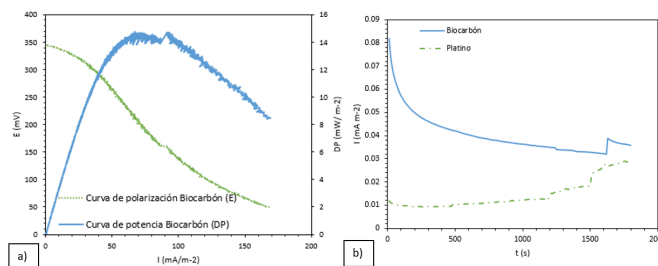 400
350
300
250
200
150
100
50
0
E (mV)
16
14
12
10
8
6
4
2
0
DP (mW/ m-2)
Curva de polarización Biocarbón (E)
Curva de potencia Biocarbón (DP)
0 50 100 150 200
I (mA/m-2)
a)
0.09
0.08
0.07
0.06
0.05
0.04
0.03
0.02
0.01
0
I (mA m-2)
Biocarbón
Platino
0 500 1000 1500 2000
t (s)
b)